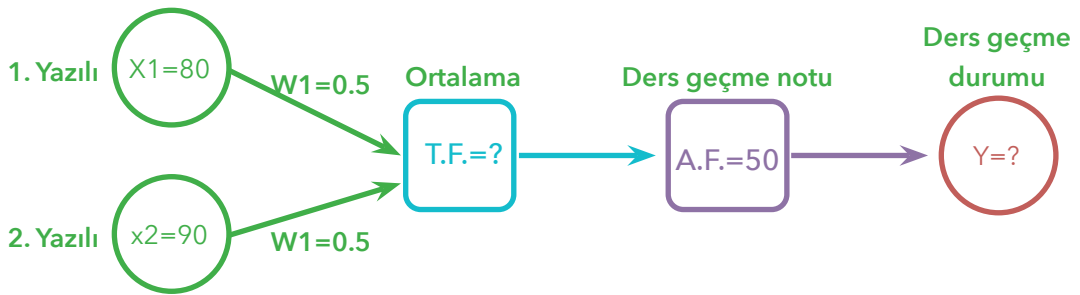 1. Yazılı
X1=80
W1=0.5
2. Yazılı
x2=90
W1=0.5
Ortalama
T.F.=?
Ders geçme notu
A.F.=50
Ders geçme
durumu
Y=?